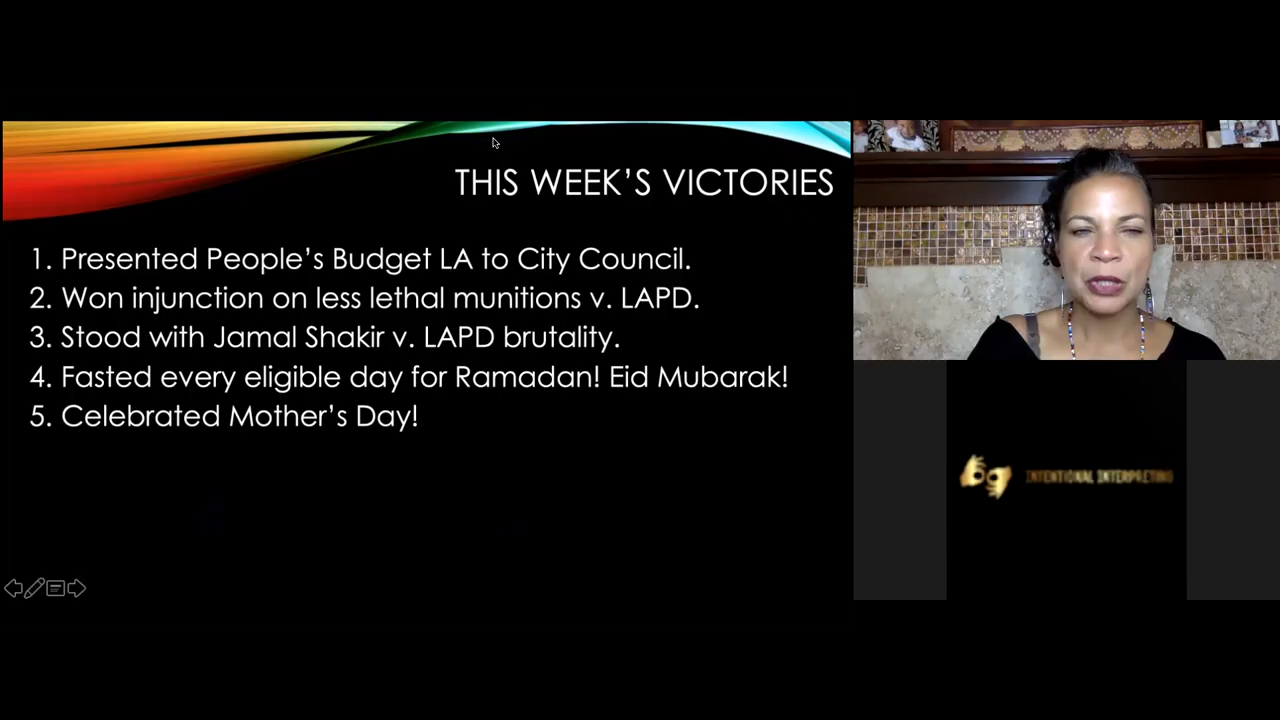 THIS WEEK’S VICTORIES
1. Presented People’s Budget LA to City Council.
2. Won injunction on less lethal munitions v. LAPD.
3. Stood with Jamal Shakir v. LAPD brutality.
4. Fasted every eligible day for Ramadan! Eid Mubarak!
5. Celebrated Mother’s Day!
INTENTIONAL INTERPRETING